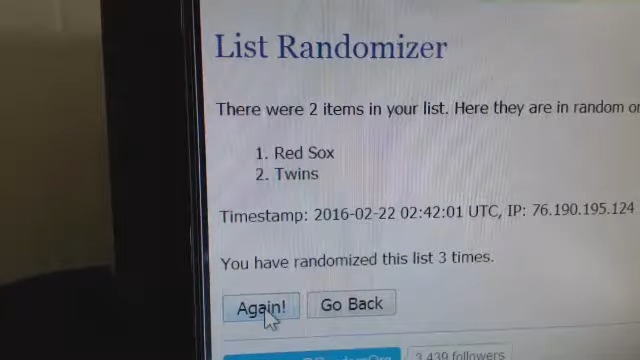 List Randomizer
There were 2 items in your list. Here they are in random
1. Red Sox
2. Twins
Timestamp: 2016-02-22 02:42:01 UTC, IP: 76.190.195.124
You have randomized this list 3 times.
Again! Go Back
3,439 followers